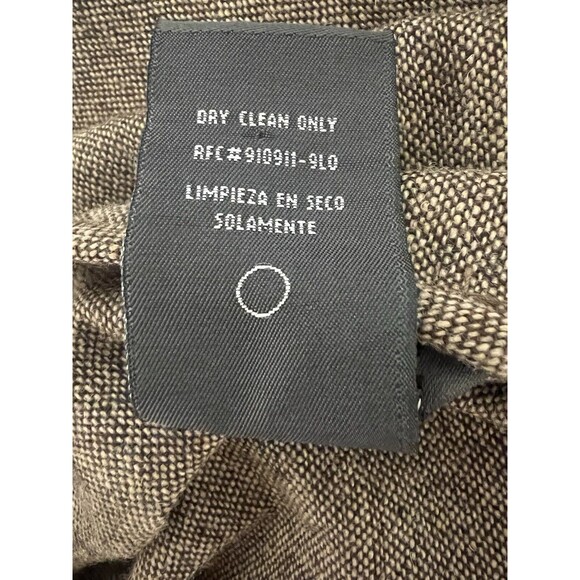 DRY CLEAN ONLY
RFC#910911-9L0
LIMPIEZA EN SECO
SOLAMENTE